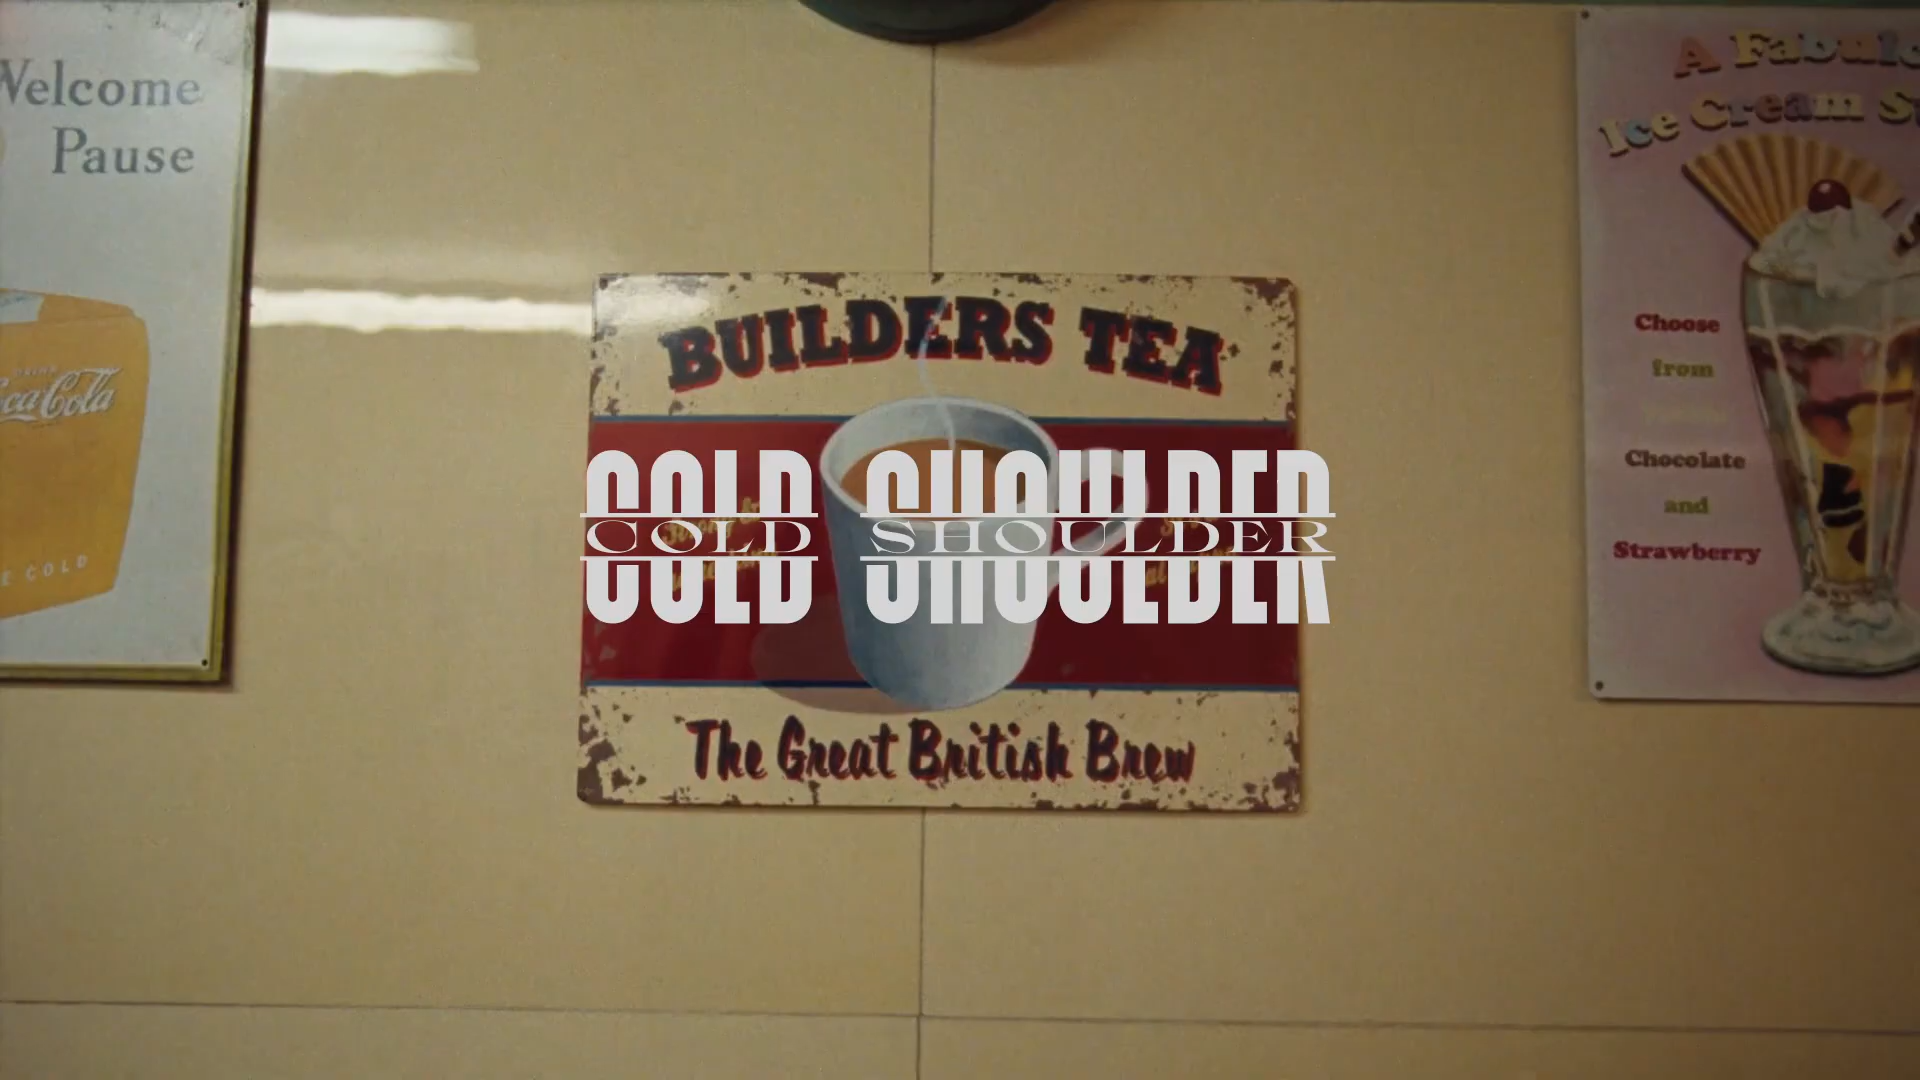 Welcome
Pause
DRINK
Coca-Cola
E COLD
BUILDERS TEA
COLD SHOULDER
COLD SHOULDER
The Great British Brew
A
Ice Cream
Choose
from
Chocolate
and
Strawberry